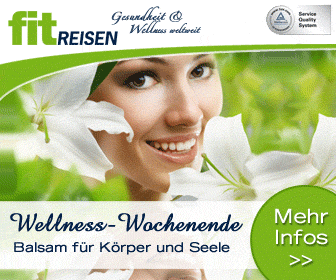 fit REISEN
Gesundheit &
Wellness weltweit
Service
Quality
System
Wellness-Wochenende
Balsam für Körper und Seele
Mehr
Infos
>>